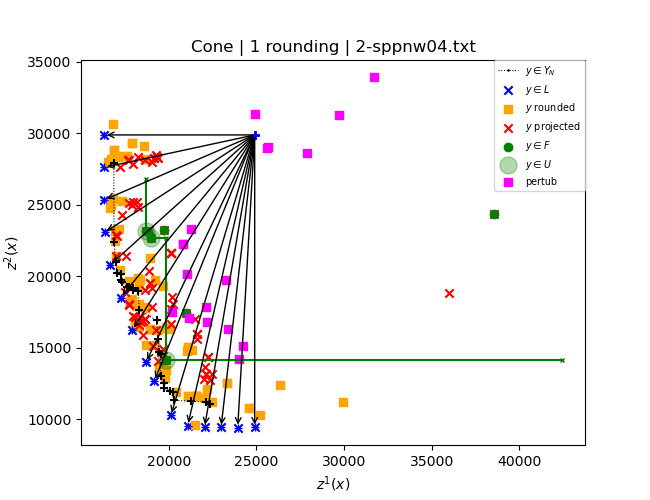 Cone | 1 rounding | 2-sppnw04.txt
35000
30000
25000
20000
15000
10000
z²(x)
20000
25000
30000
35000
40000
z¹(x)
y ∈ Y_N
y ∈ L
y rounded
y projected
y ∈ F
y ∈ U
pertub